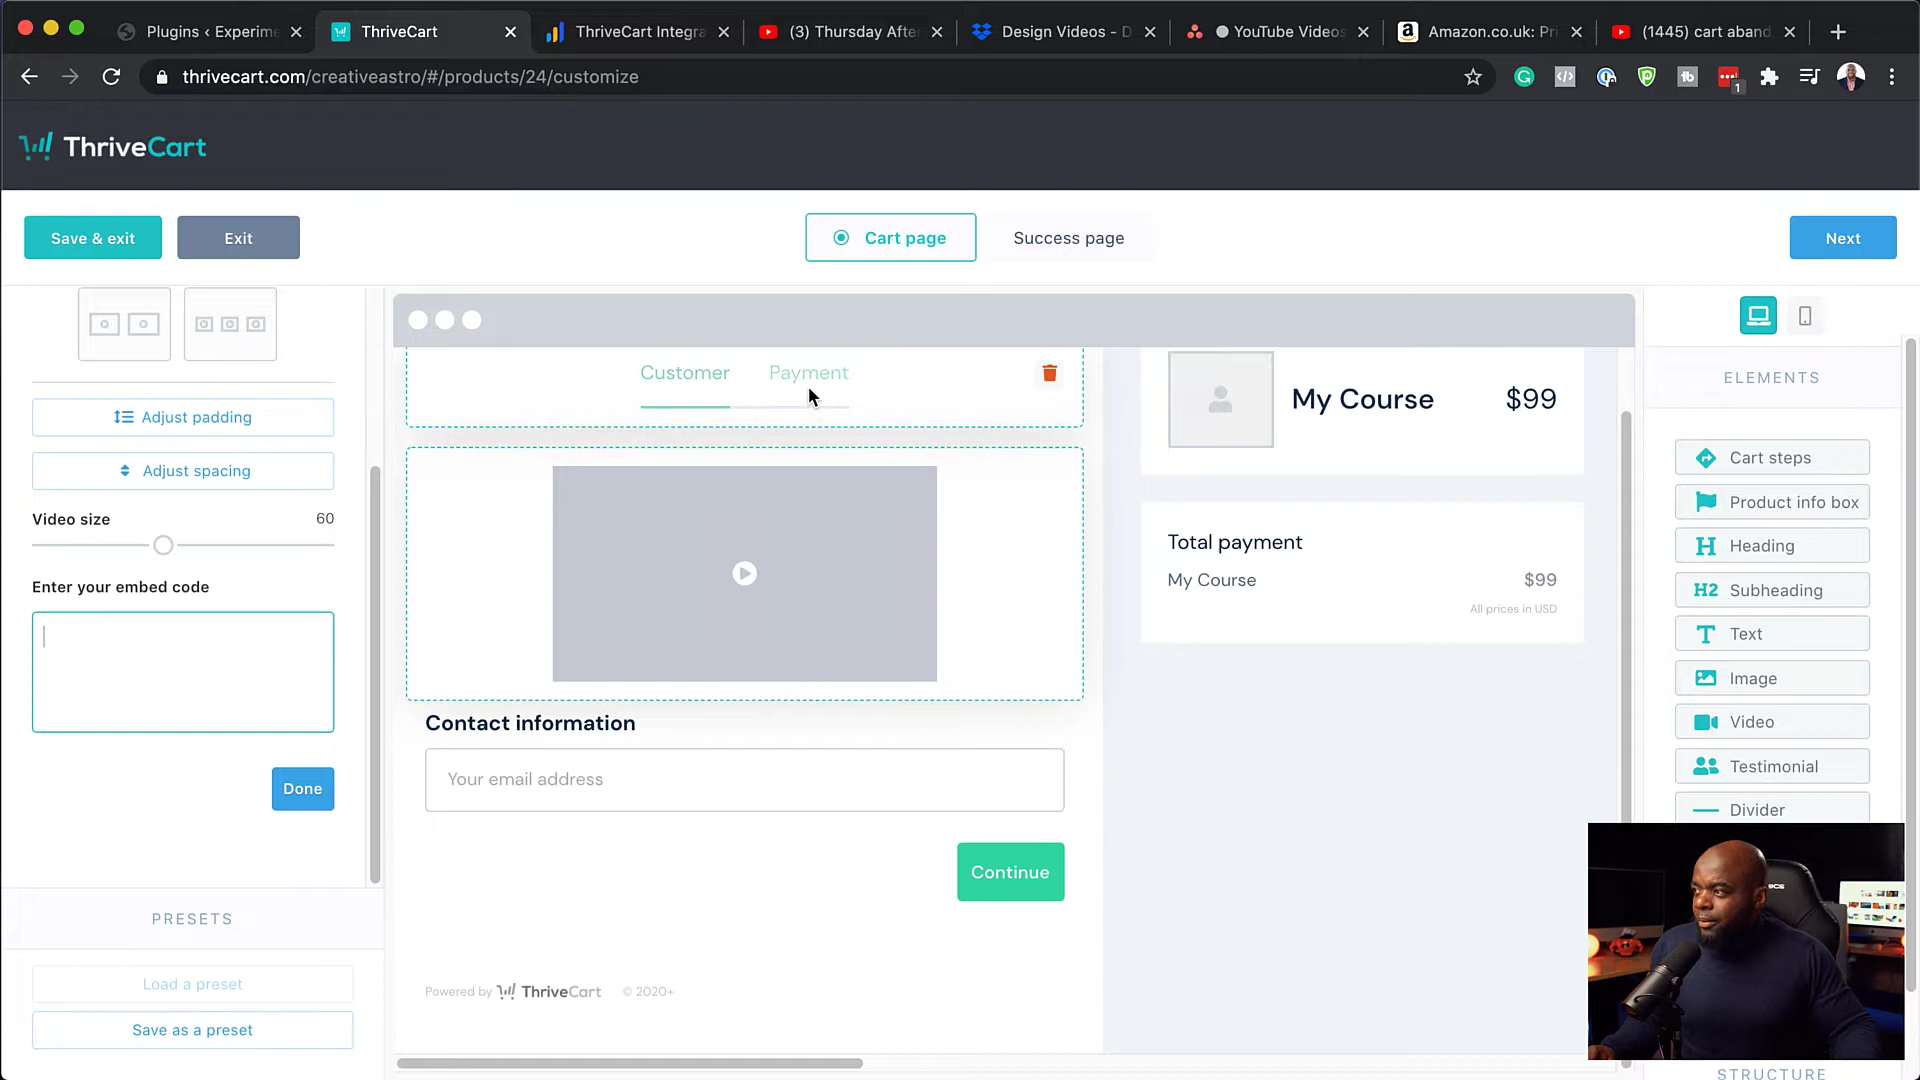 Plugins ‹ Experime
ThriveCart
ThriveCart Integra
(3) Thursday Afte
Design Videos - D
YouTube Videos
Amazon.co.uk: Pri
(1445) cart aband
thrivecart.com/creativeastro/#/products/24/customize
1
ThriveCart
Save & exit
Exit
Cart page
Success page
Next
Adjust padding
Adjust spacing
Video size
60
Enter your embed code
Done
PRESETS
Load a preset
Save as a preset
Customer
Payment
Contact information
Your email address
Continue
Powered by ThriveCart © 2020+
My Course
$99
Total payment
My Course
$99
All prices in USD
ELEMENTS
Cart steps
Product info box
H Heading
H2 Subheading
T Text
Image
Video
Testimonial
Divider
STRUCTURE